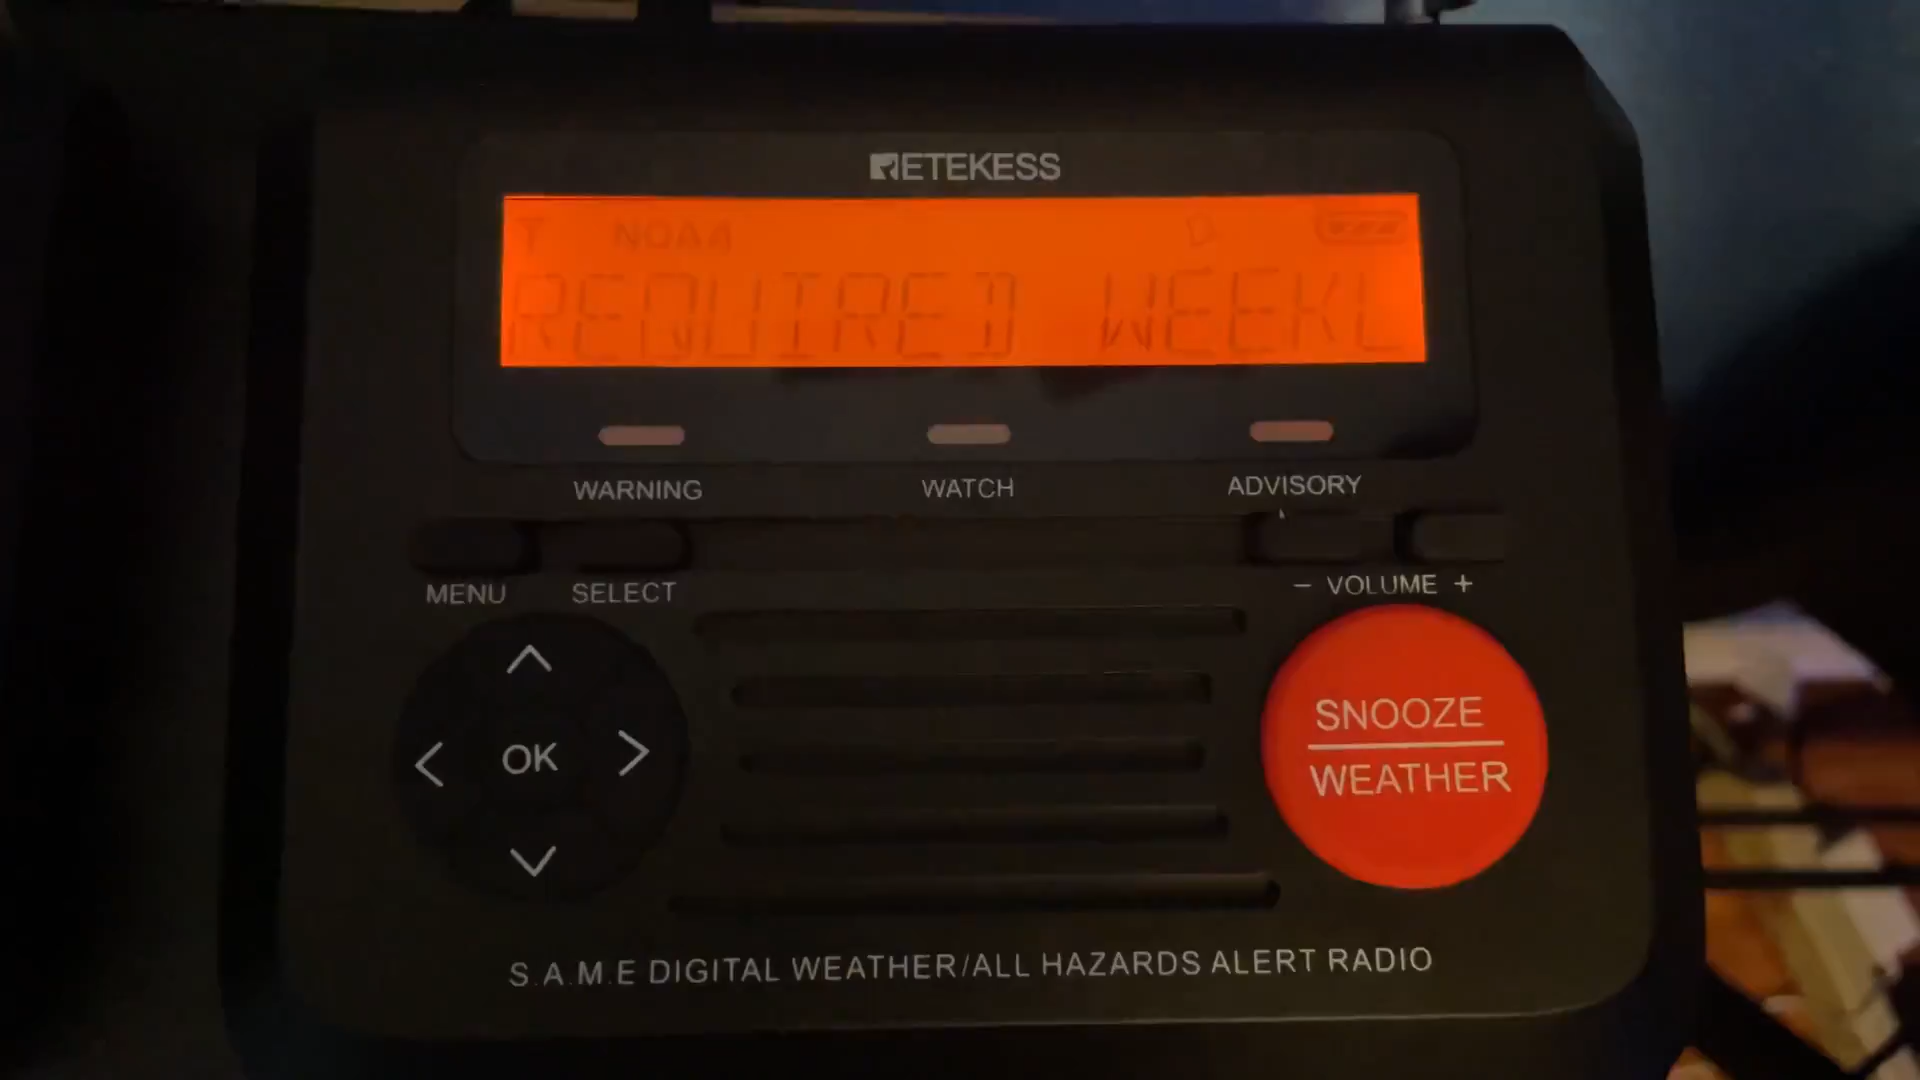 RETEKESS
NOAA
REQUIRED WEEKL
WARNING
WATCH
ADVISORY
MENU
SELECT
- VOLUME +
OK
SNOOZE
WEATHER
S.A.M.E DIGITAL WEATHER/ALL HAZARDS ALERT RADIO